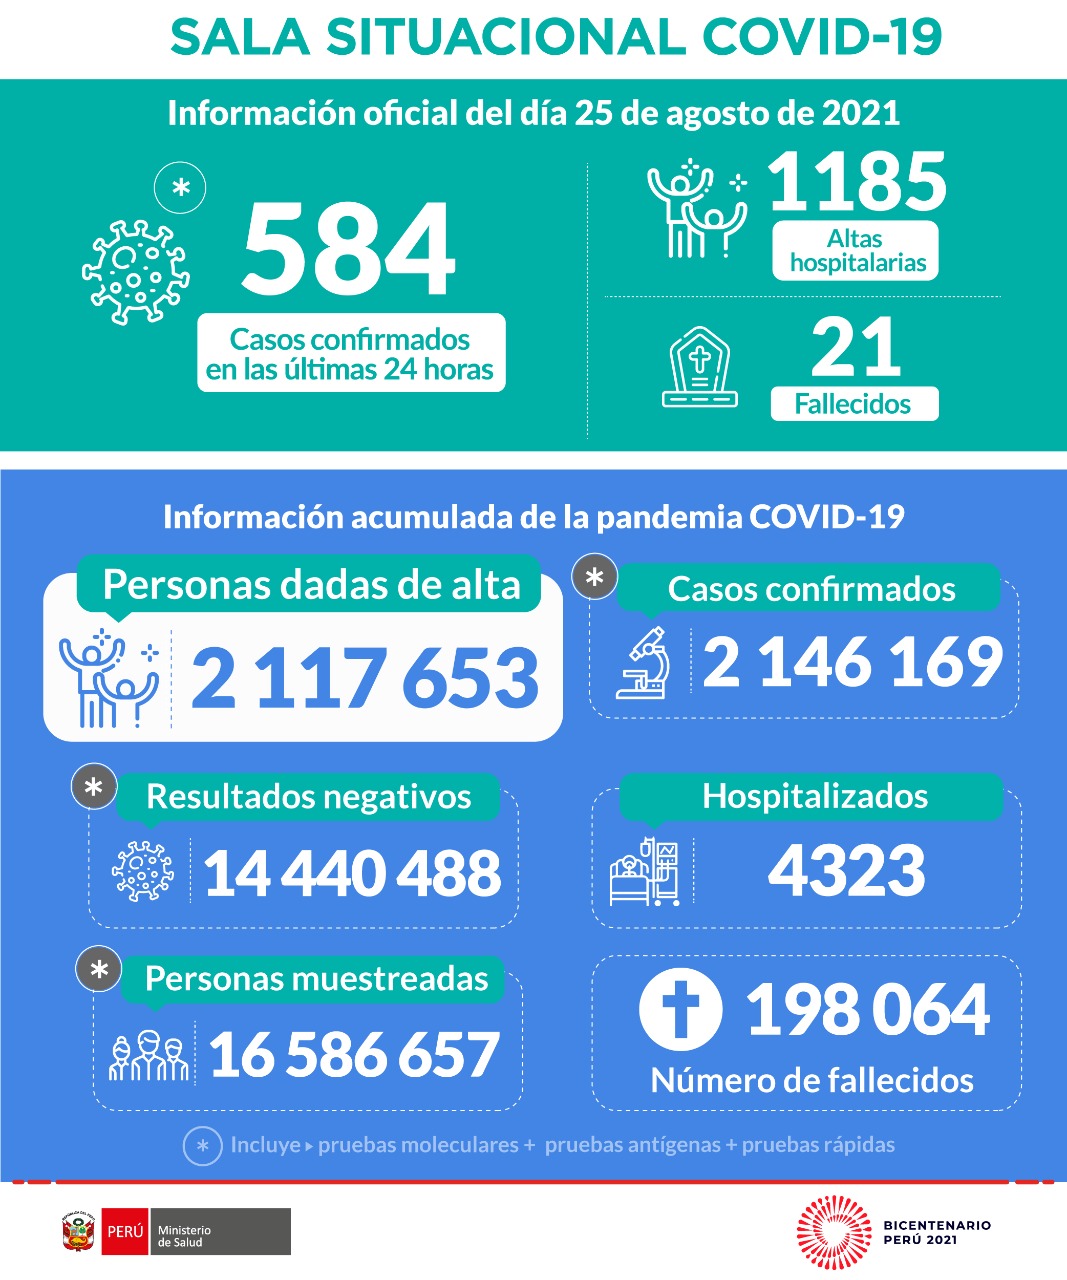 SALA SITUACIONAL COVID-19
Información oficial del día 25 de agosto de 2021
*
584
Casos confirmados
en las últimas 24 horas
1185
Altas
hospitalarias
21
Fallecidos
Información acumulada de la pandemia COVID-19
Personas dadas de alta
2 117 653
*
Casos confirmados
2 146 169
*
Resultados negativos
14 440 488
Hospitalizados
4323
*
Personas muestreadas
16 586 657
198 064
Número de fallecidos
* Incluye ▸ pruebas moleculares + pruebas antígenas + pruebas rápidas
PERÚ
Ministerio
de Salud
BICENTENARIO
PERÚ 2021